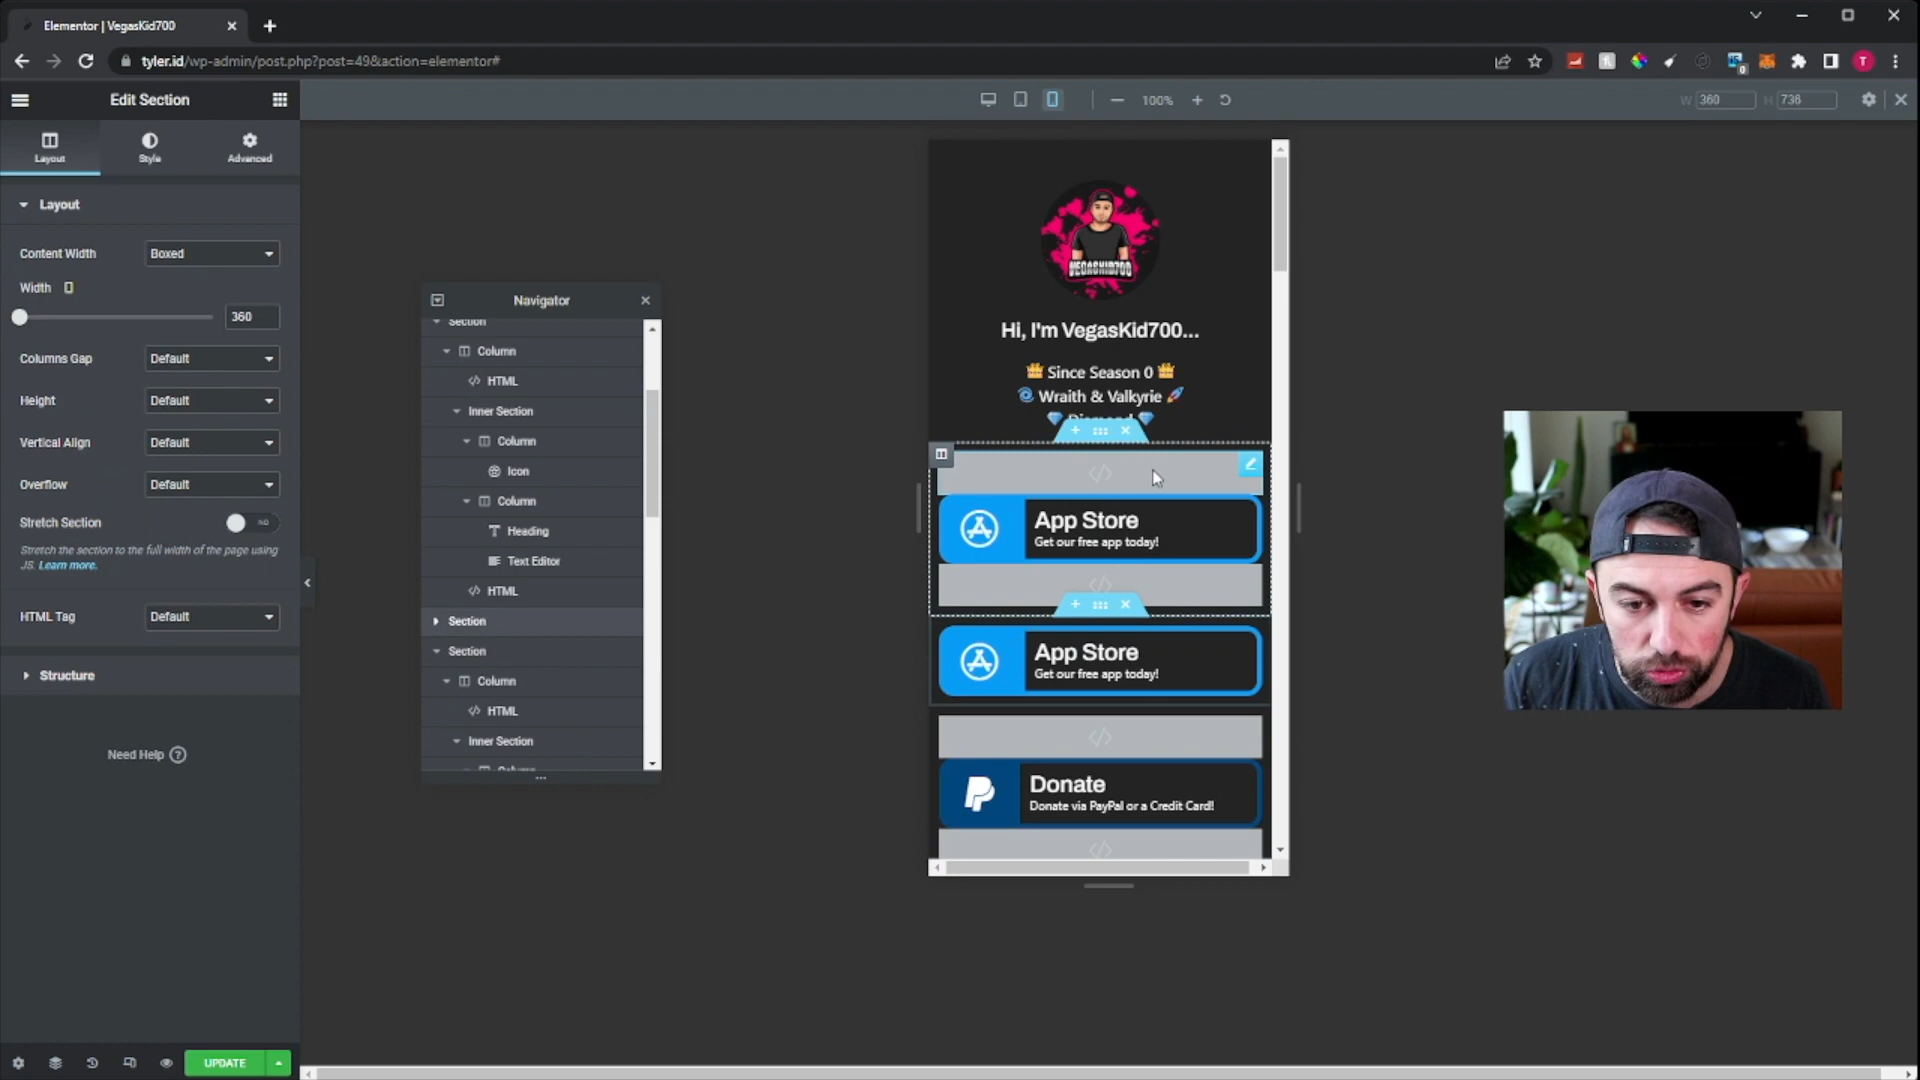 Elementor | VegasKid700
tyler.id/wp-admin/post.php?post=49&action=elementor#
Edit Section
100%
W 360
H 736
Layout
Style
Advanced
Layout
Content Width
Boxed
Width
360
Columns Gap
Default
Height
Default
Vertical Align
Default
Overflow
Default
Stretch Section
NO
Stretch the section to the full width of the page using
JS. Learn more.
HTML Tag
Default
Structure
Need Help
UPDATE
Navigator
Section
Column
HTML
Inner Section
Column
Icon
Column
Heading
Text Editor
HTML
Section
Section
Column
HTML
Inner Section
Column
VEGASKID700
Hi, I'm VegasKid700...
Since Season 0
Wraith & Valkyrie
Diamond
App Store
Get our free app today!
App Store
Get our free app today!
Donate
Donate via PayPal or a Credit Card!
T
0